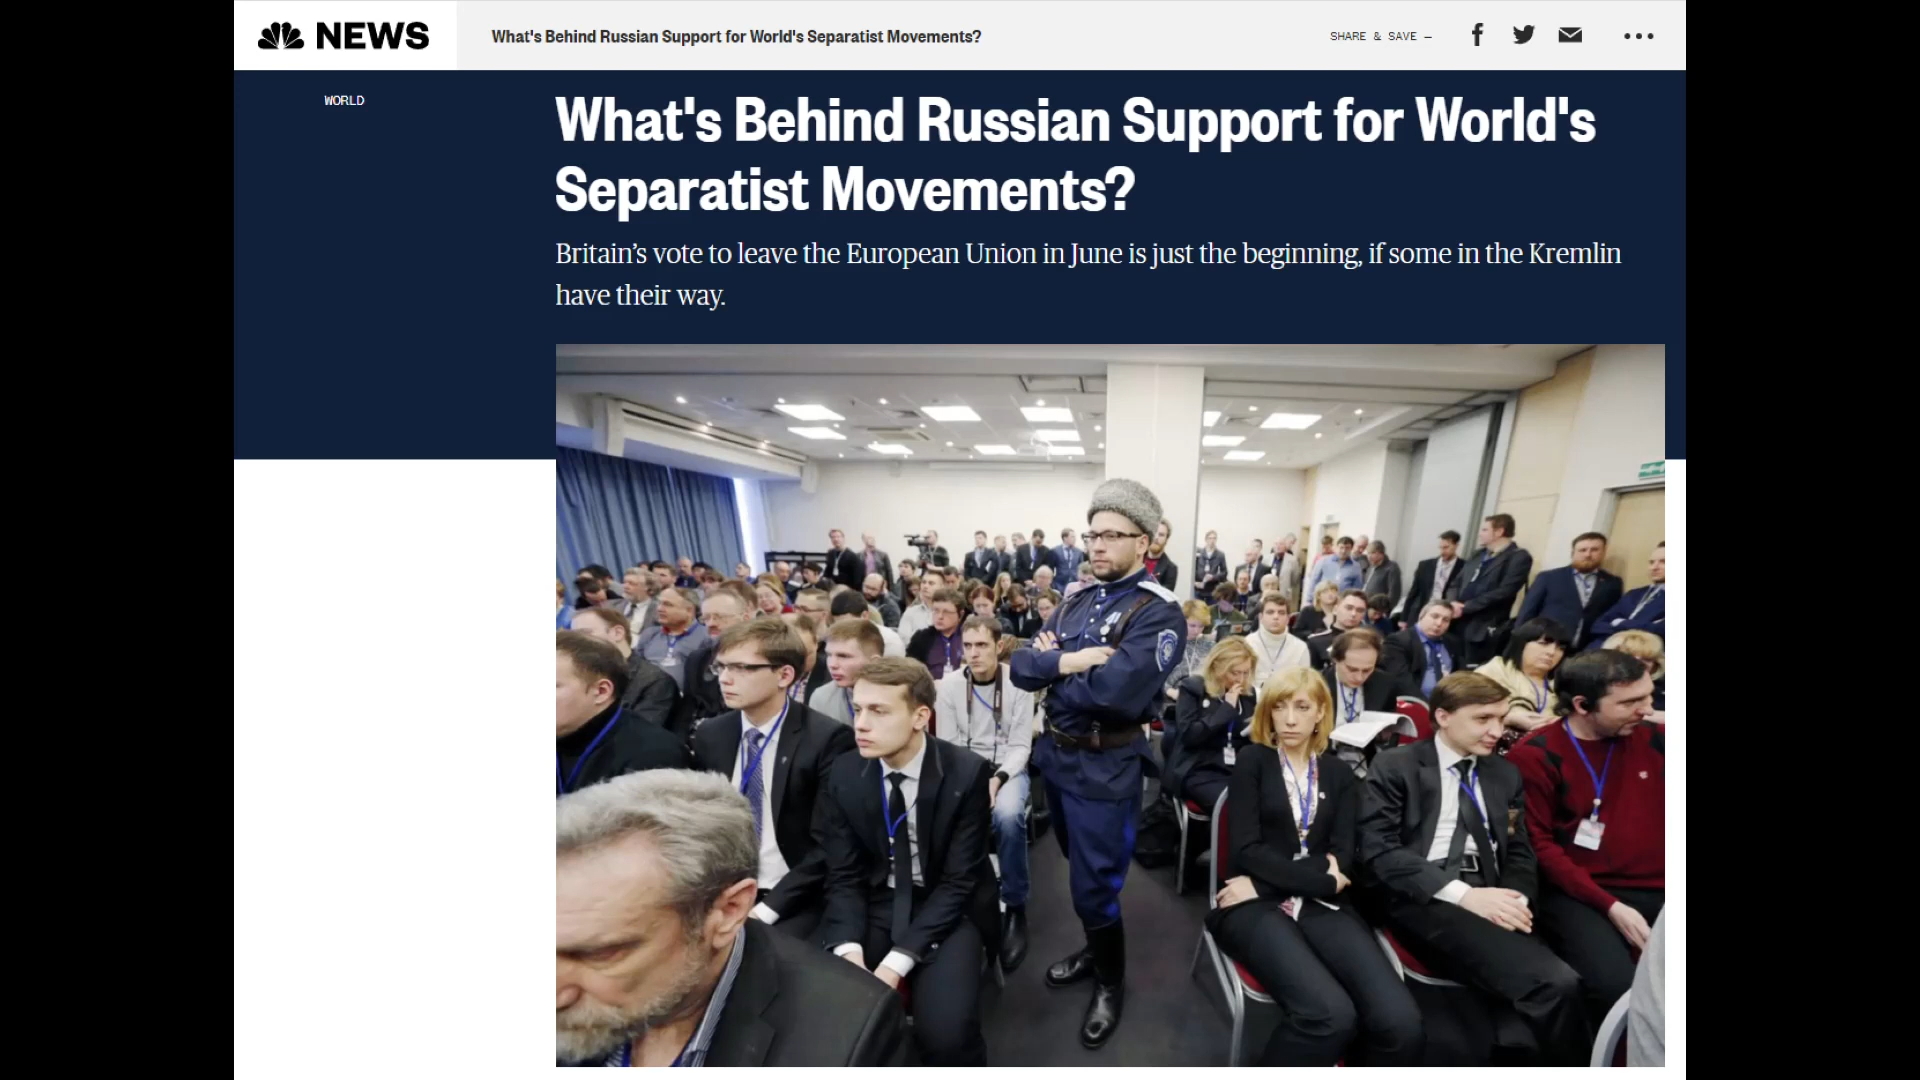 NEWS
What's Behind Russian Support for World's Separatist Movements?
SHARE & SAVE —
WORLD
What's Behind Russian Support for World's
Separatist Movements?
Britain’s vote to leave the European Union in June is just the beginning, if some in the Kremlin
have their way.